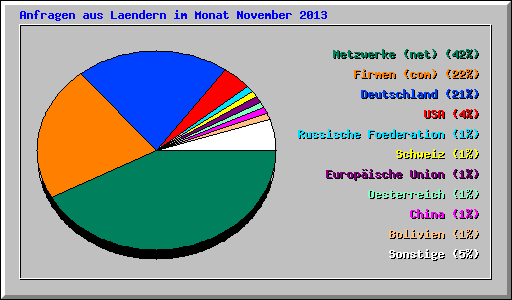 Anfragen aus Laendern im Monat November 2013
Netzwerke (net) (42%)
Firmen (com) (22%)
Deutschland (21%)
USA (4%)
Russische Foederation (1%)
Schweiz (1%)
Europäische Union (1%)
Oesterreich (1%)
China (1%)
Bolivien (1%)
Sonstige (5%)